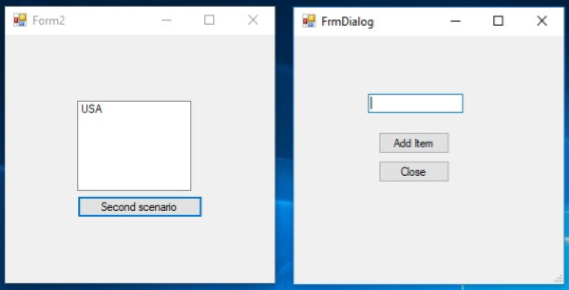 Form2
USA
Second scenario
FrmDialog
Add Item
Close